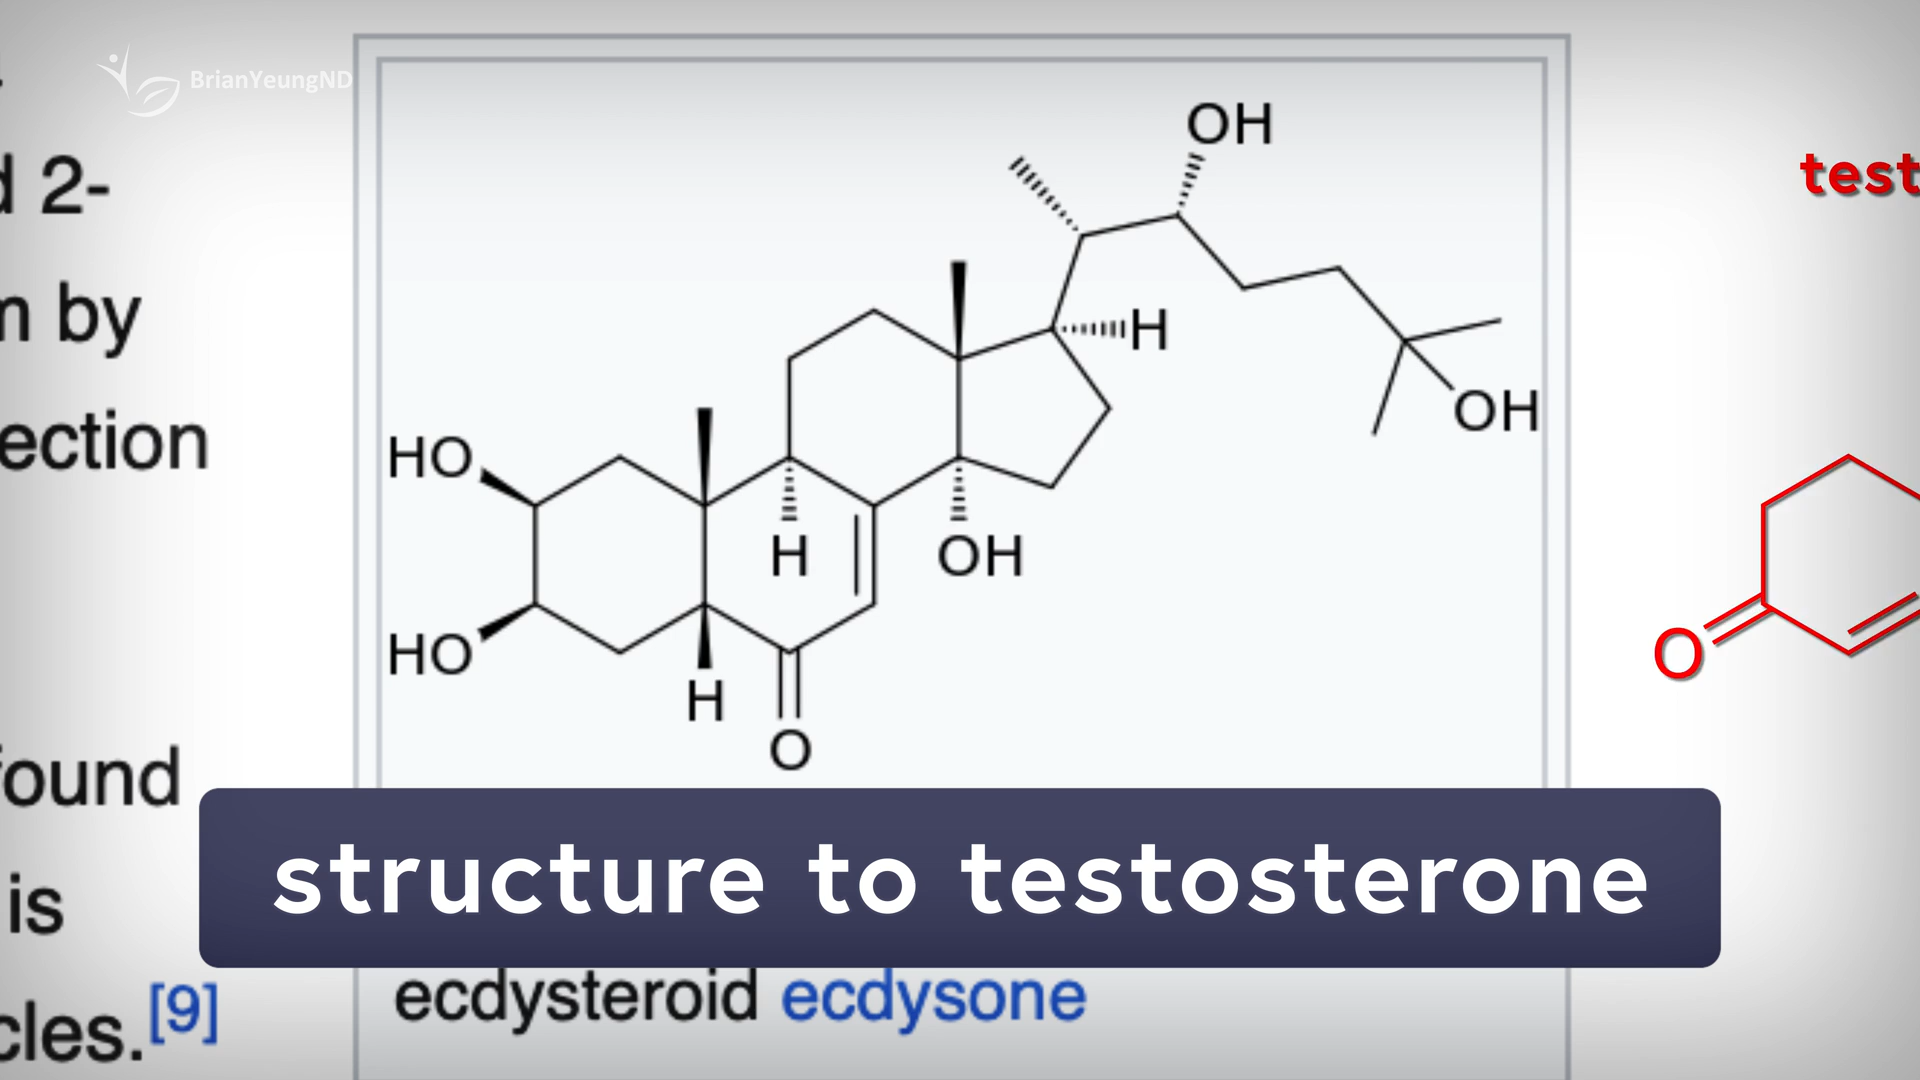 BrianYeungND
d 2-
m by
ection
found
is
cles.[9]
OH
H
OH
HO
H
OH
HO
H
O
test
O
structure to testosterone
ecdysteroid ecdysone